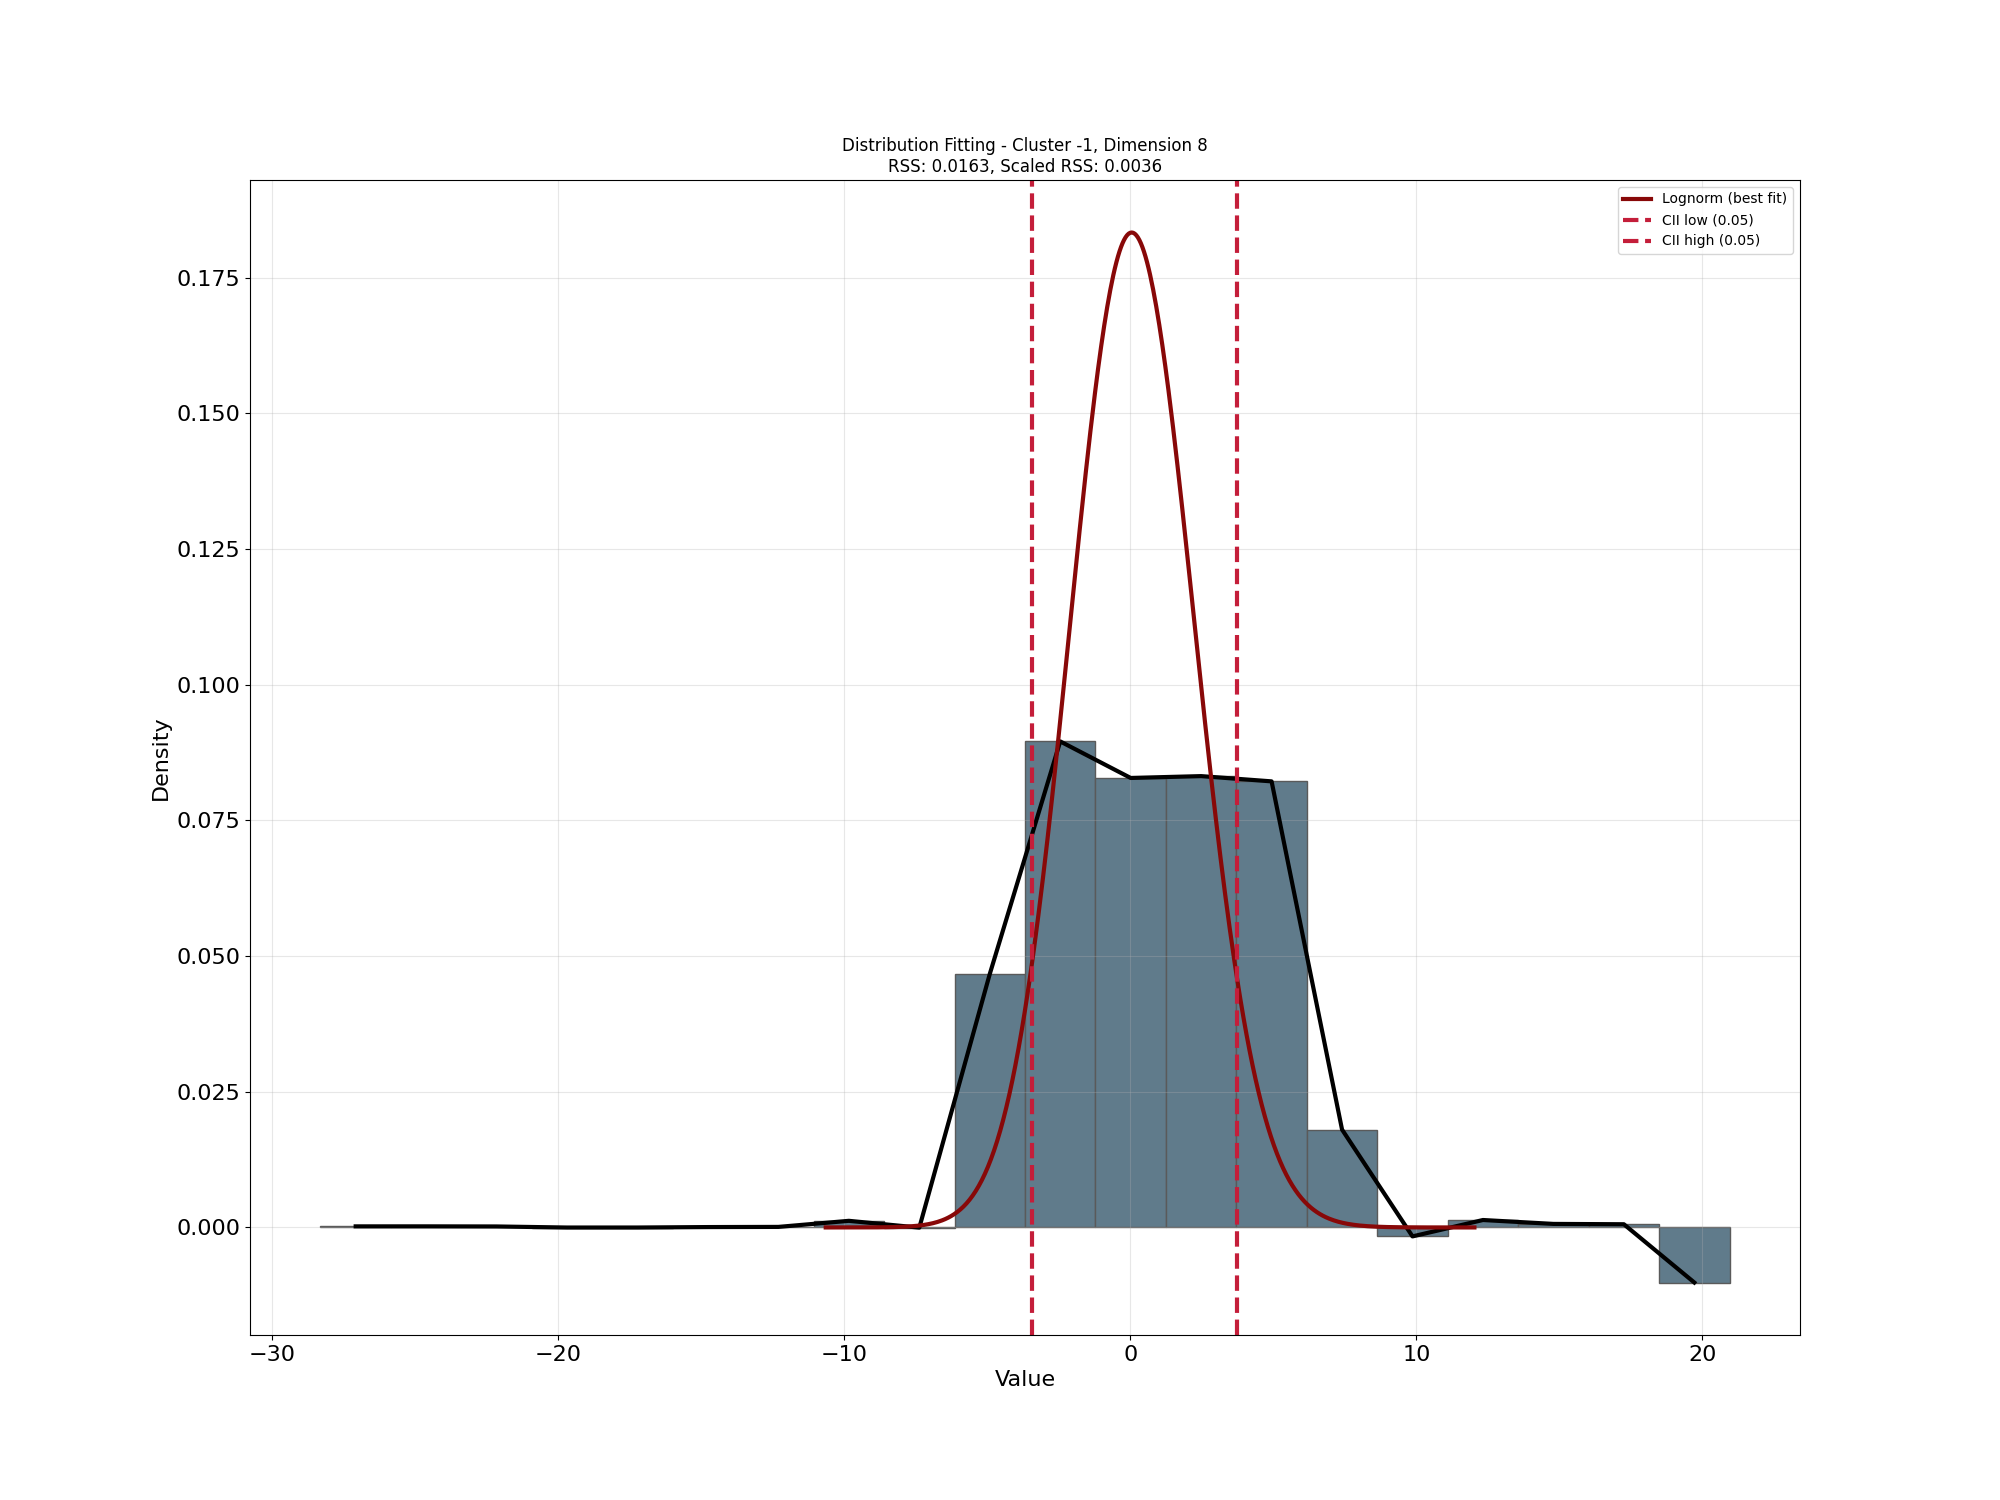 Distribution Fitting - Cluster -1, Dimension 8
RSS: 0.0163, Scaled RSS: 0.0036
Lognorm (best fit)
CII low (0.05)
CII high (0.05)
0.175
0.150
0.125
0.100
0.075
0.050
0.025
0.000
Density
−30 −20 −10 0 10 20
Value